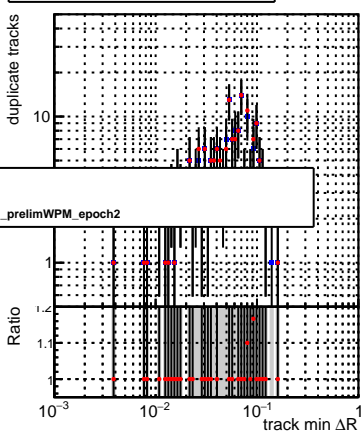 duplicate tracks
10
_prelimWPM_epoch2
1
Ratio
1.2
1.1
1
10−3
10−2
10−1
1
track min ΔR